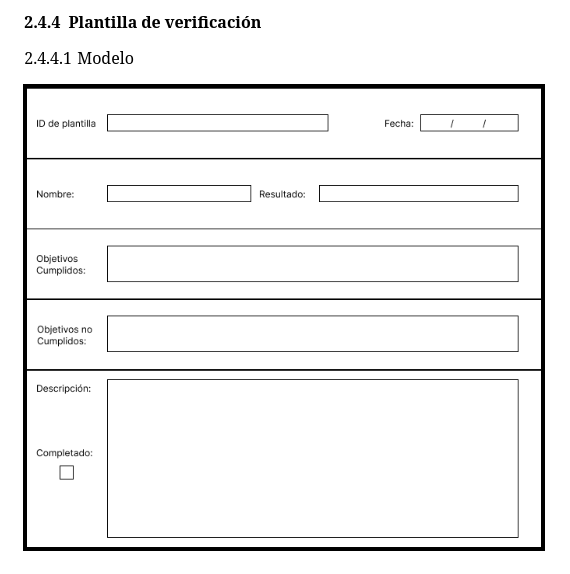 2.4.4 Plantilla de verificación
2.4.4.1 Modelo
ID de plantilla
Fecha: / /
Nombre:
Resultado:
Objetivos
Cumplidos:
Objetivos no
Cumplidos:
Descripción:
Completado: